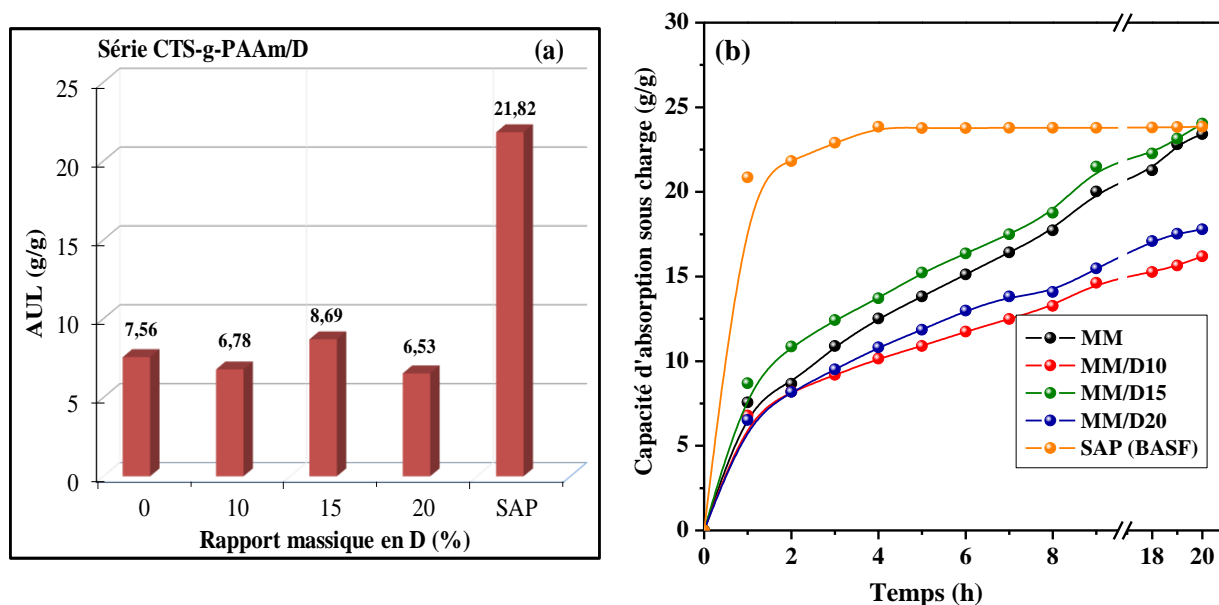 Série CTS-g-PAAm/D
(a)
AUL (g/g)
25
20
15
10
5
0
7,56
6,78
8,69
6,53
21,82
0 10 15 20 SAP
Rapport massique en D (%)
(b)
Capacité d'absorption sous charge (g/g)
30
25
20
15
10
5
0
MM
MM/D10
MM/D15
MM/D20
SAP (BASF)
0 2 4 6 8 18 20
Temps (h)